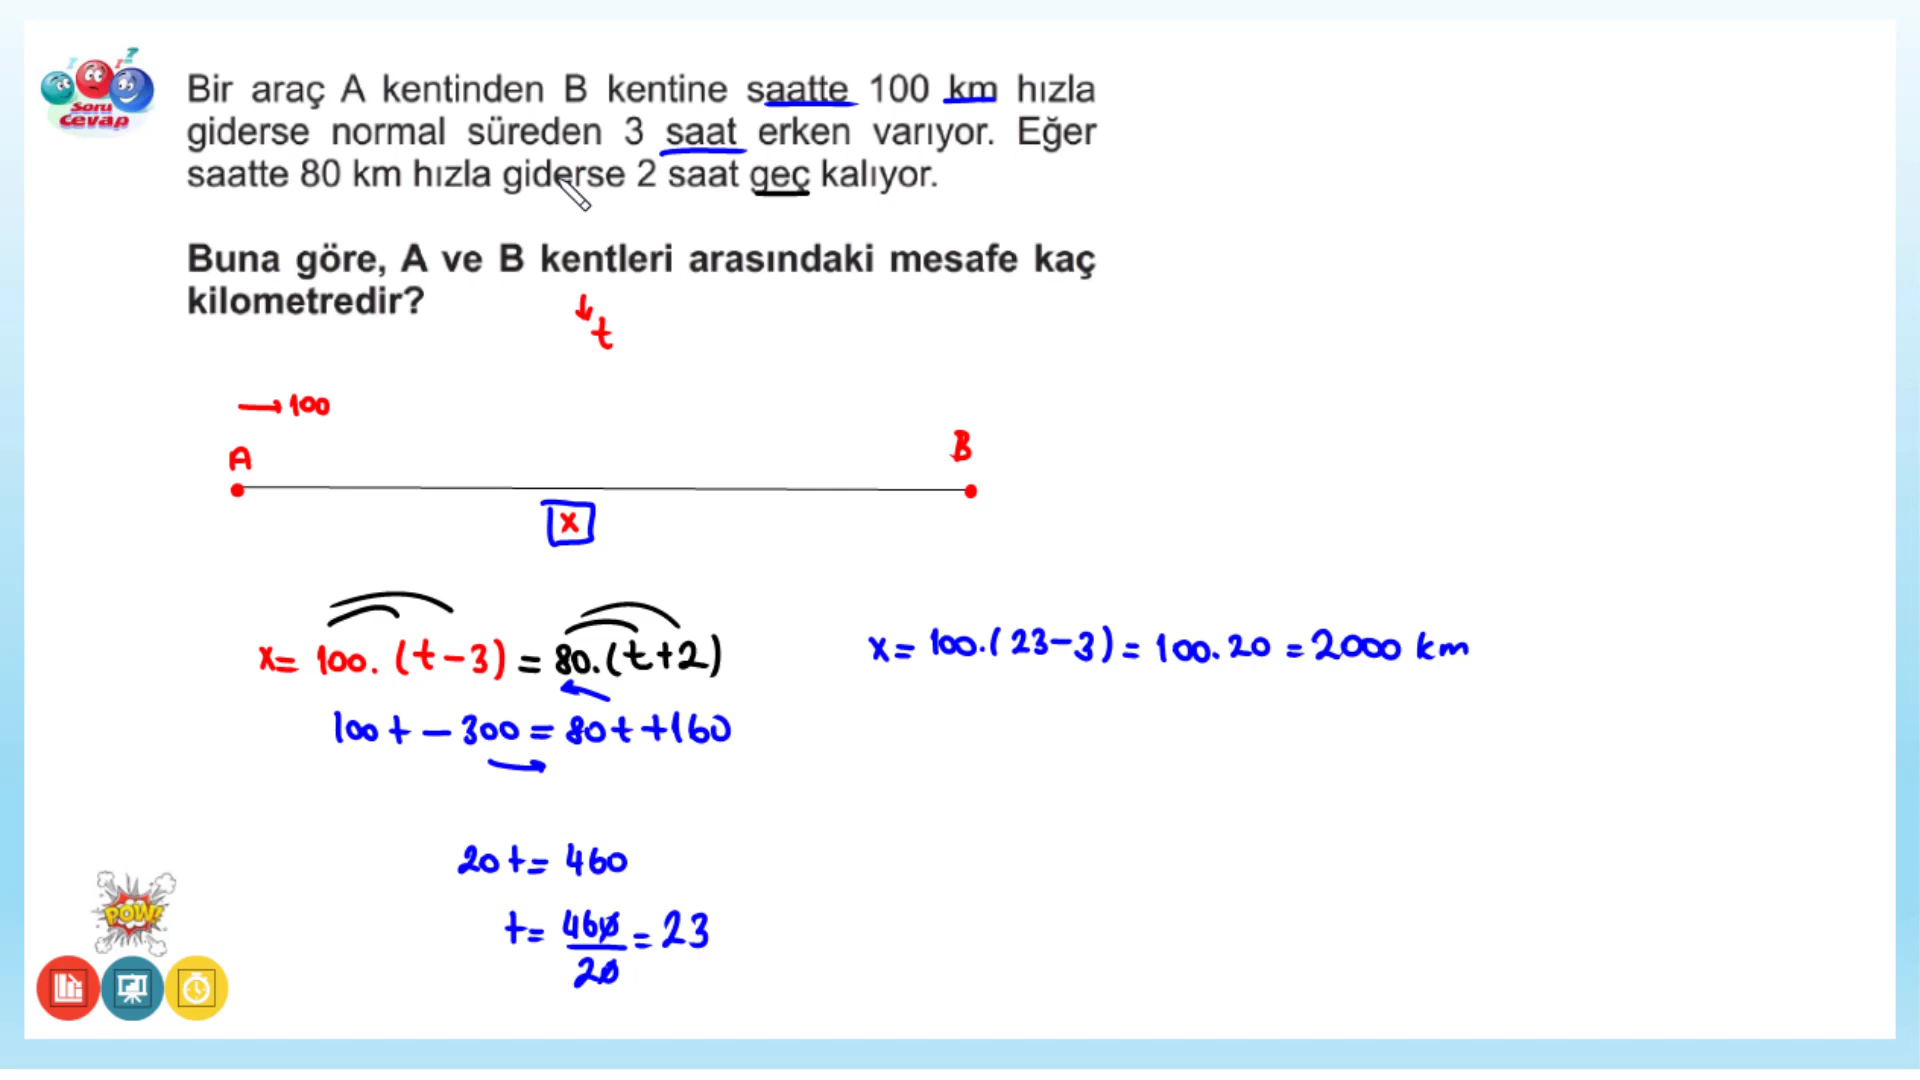 Soru
Cevap
Bir araç A kentinden B kentine saatte 100 km hızla
giderse normal süreden 3 saat erken varıyor. Eğer
saatte 80 km hızla giderse 2 saat geç kalıyor.
Buna göre, A ve B kentleri arasındaki mesafe kaç
kilometredir?
t
→ 100
A
B
x
x = 100.(t-3) = 80.(t+2)
x = 100.(23-3) = 100.20 = 2000 km
100t - 300 = 80t + 160
20t = 460
t = 460/20 = 23
POW!